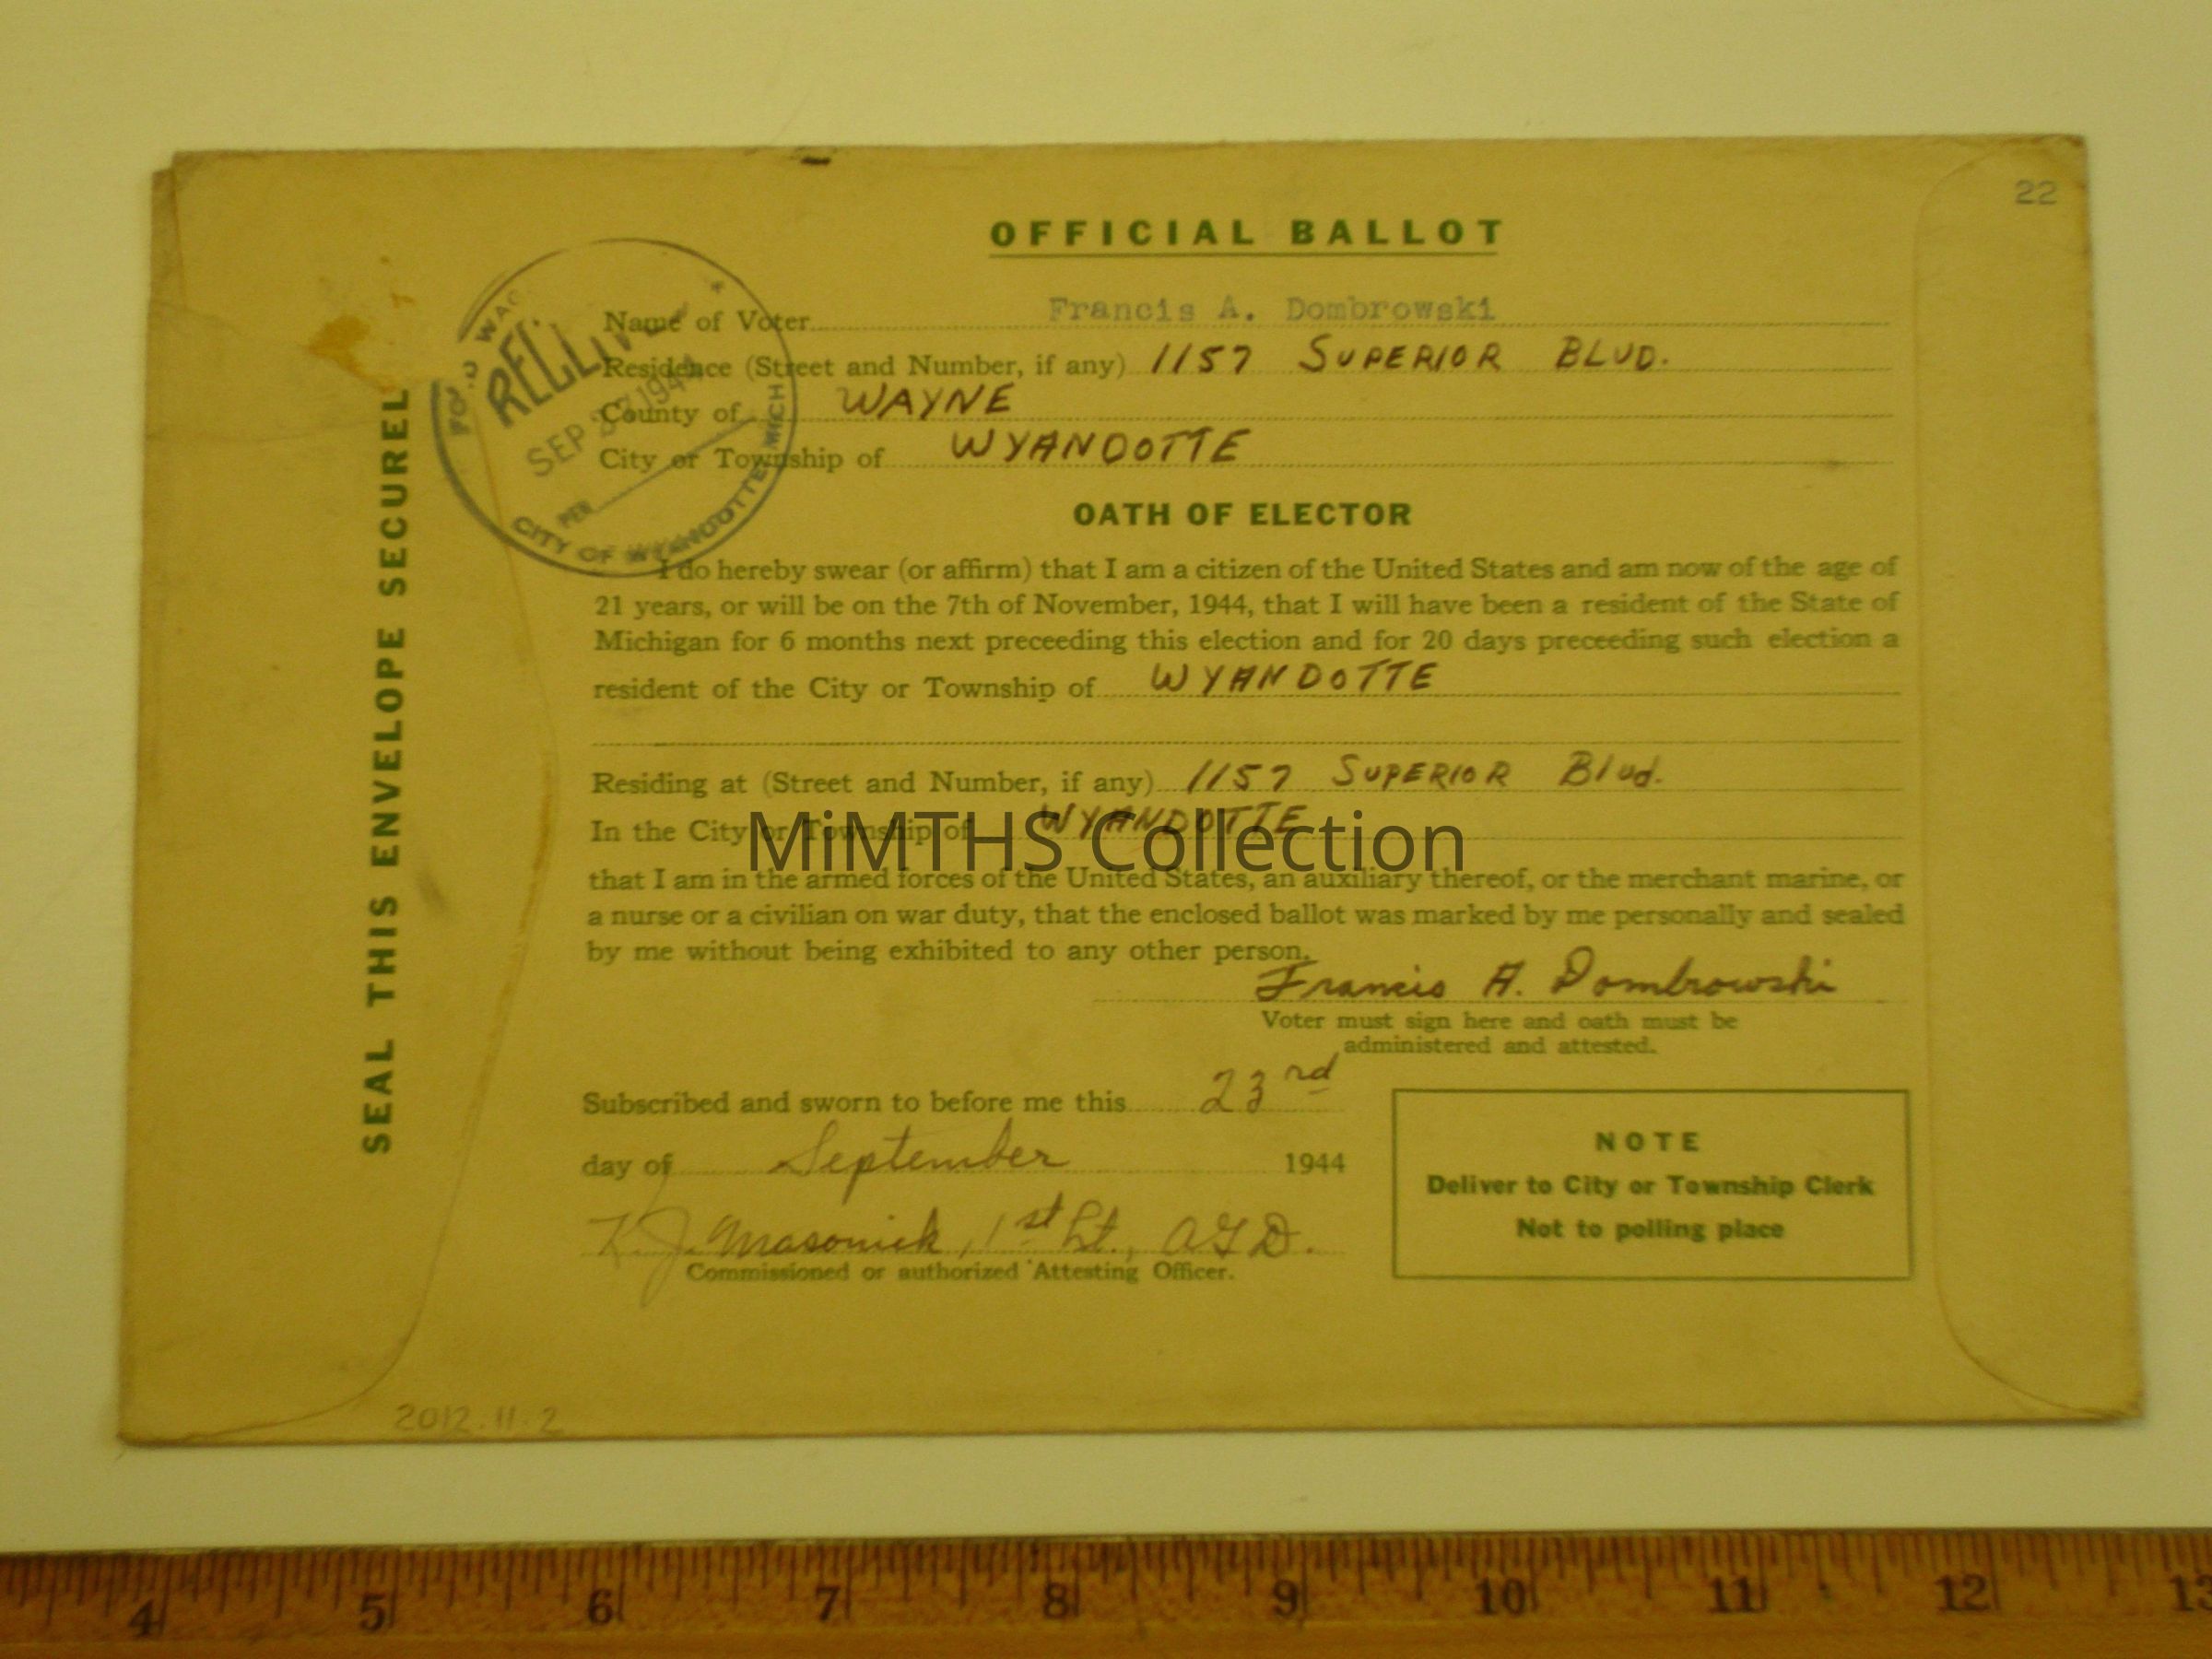 22
OFFICIAL BALLOT
Name of Voter Francis A. Dombrowski
Residence (Street and Number, if any) 1157 SUPERIOR BLVD.
County of WAYNE
City or Township of WYANDOTTE
SEP 1944
PER
CITY OF WYANDOTTE, MICH
SEAL THIS ENVELOPE SECUREL
OATH OF ELECTOR
I do hereby swear (or affirm) that I am a citizen of the United States and am now of the age of
21 years, or will be on the 7th of November, 1944, that I will have been a resident of the State of
Michigan for 6 months next preceeding this election and for 20 days preceeding such election a
resident of the City or Township of WYANDOTTE
Residing at (Street and Number, if any) 1157 SUPERIOR Blvd.
In the City or Township of WYANDOTTE
MiMTHS Collection
that I am in the armed forces of the United States, an auxiliary thereof, or the merchant marine, or
a nurse or a civilian on war duty, that the enclosed ballot was marked by me personally and sealed
by me without being exhibited to any other person.
Francis A. Dombrowski
Voter must sign here and oath must be
administered and attested.
Subscribed and sworn to before me this 23rd
day of September 1944
1st Lt., AGD.
Commissioned or authorized Attesting Officer.
NOTE
Deliver to City or Township Clerk
Not to polling place
2012.11.2
4 5 6 7 8 9 10 11 12 13